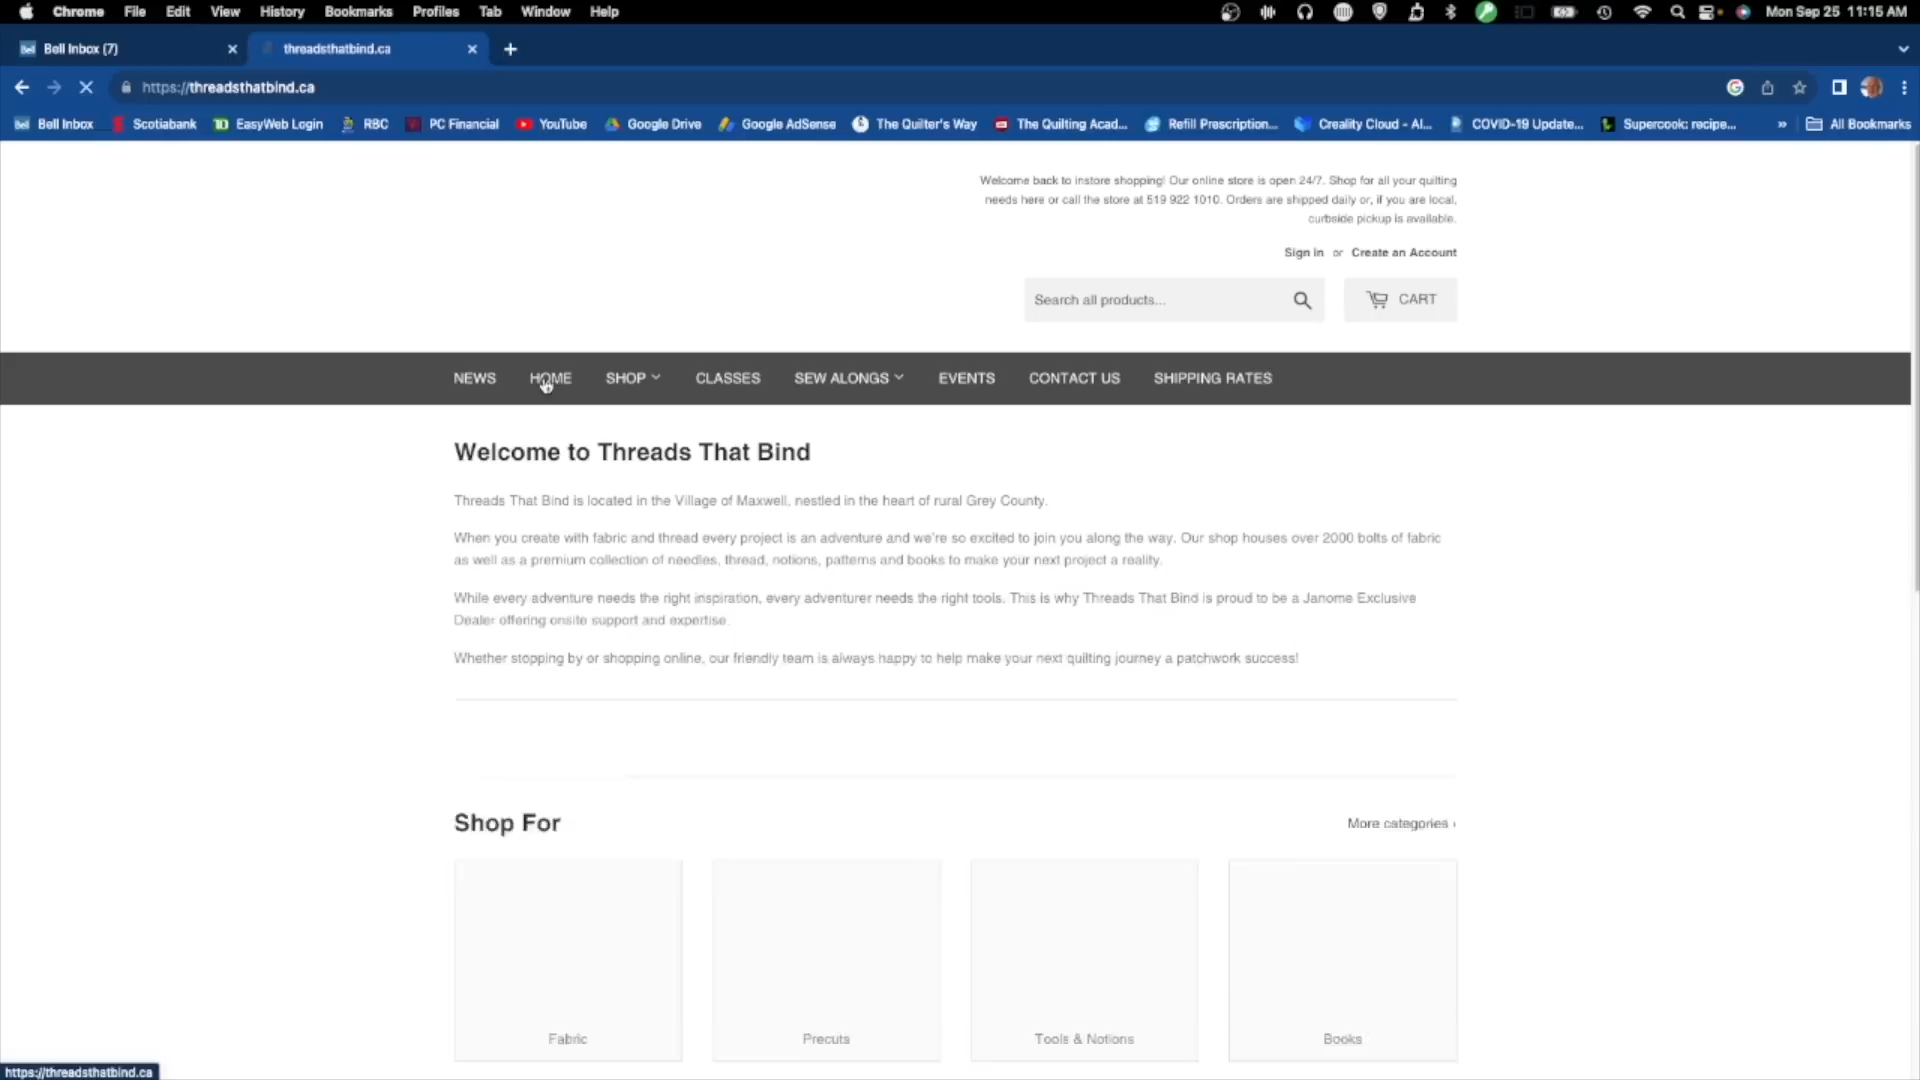 Chrome File Edit View History Bookmarks Profiles Tab Window Help Mon Sep 25 11:15 AM
Bell Inbox (7) threadsthatbind.ca
https://threadsthatbind.ca
Bell Inbox Scotiabank EasyWeb Login RBC PC Financial YouTube Google Drive Google AdSense The Quilter's Way The Quilting Acad... Refill Prescription... Creality Cloud - Al... COVID-19 Update... Supercook: recipe... » All Bookmarks
Welcome back to instore shopping! Our online store is open 24/7. Shop for all your quilting
needs here or call the store at 519 922 1010. Orders are shipped daily or, if you are local,
curbside pickup is available.
Sign in or Create an Account
Search all products... CART
NEWS HOME SHOP CLASSES SEW ALONGS EVENTS CONTACT US SHIPPING RATES
Welcome to Threads That Bind
Threads That Bind is located in the Village of Maxwell, nestled in the heart of rural Grey County.
When you create with fabric and thread every project is an adventure and we're so excited to join you along the way. Our shop houses over 2000 bolts of fabric
as well as a premium collection of needles, thread, notions, patterns and books to make your next project a reality.
While every adventure needs the right inspiration, every adventurer needs the right tools. This is why Threads That Bind is proud to be a Janome Exclusive
Dealer offering onsite support and expertise.
Whether stopping by or shopping online, our friendly team is always happy to help make your next quilting journey a patchwork success!
Shop For More categories ›
Fabric Precuts Tools & Notions Books
https://threadsthatbind.ca